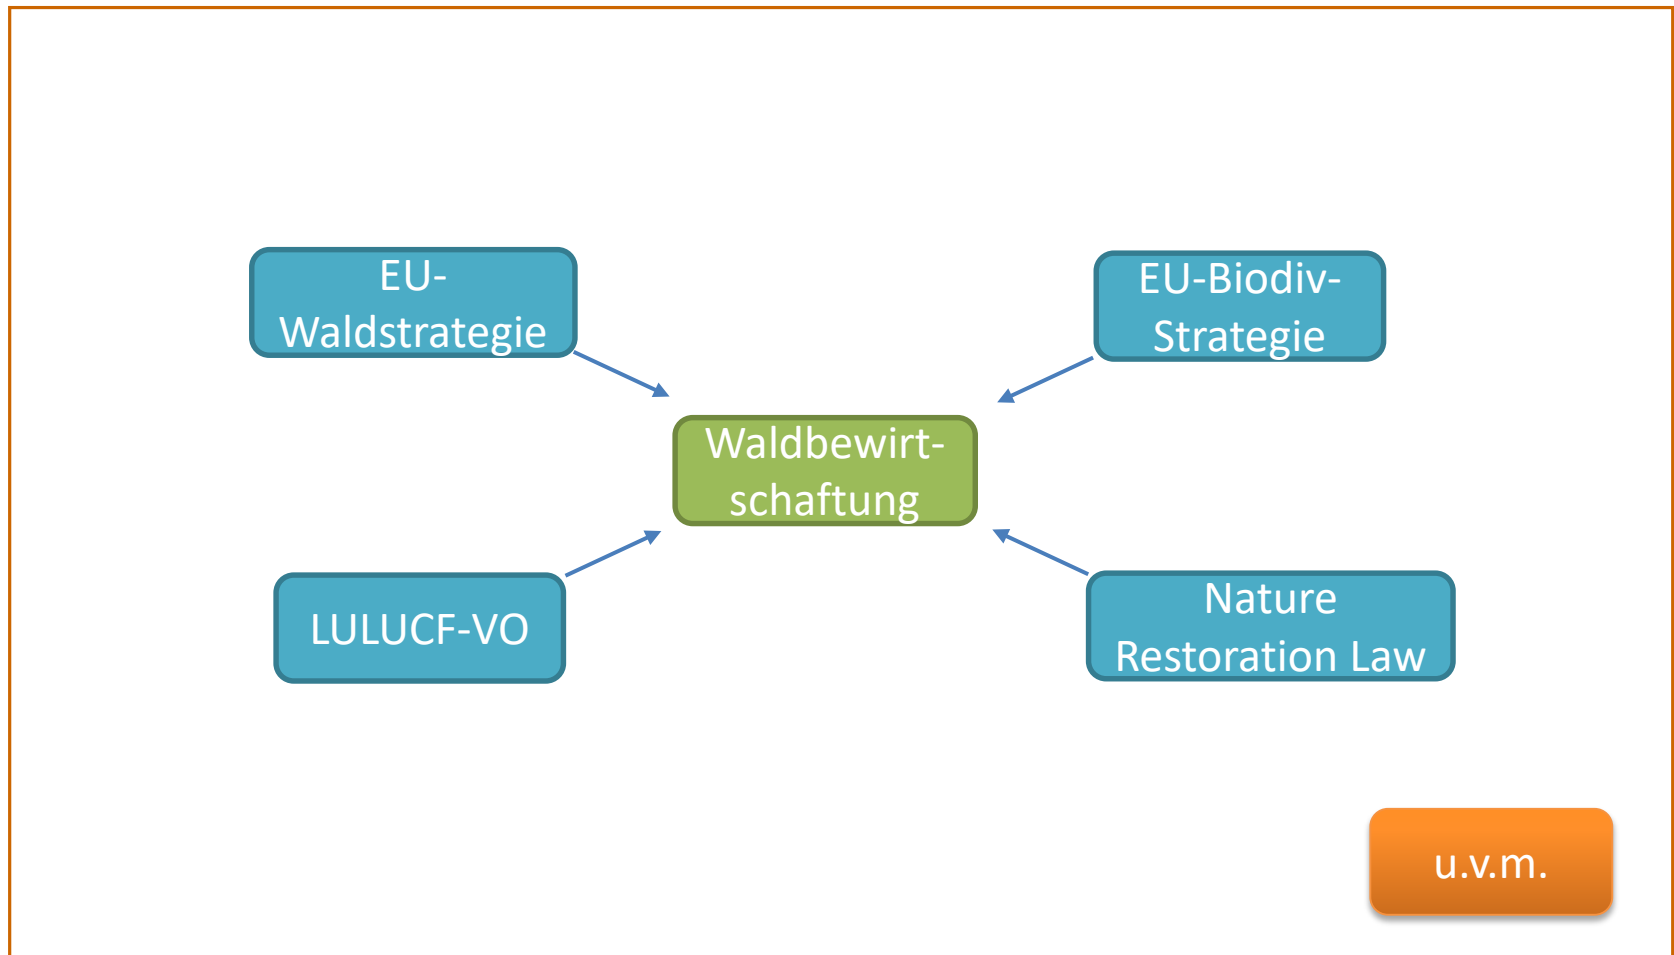 EU-
Waldstrategie
EU-Biodiv-
Strategie
Waldbewirt-
schaftung
LULUCF-VO
Nature
Restoration Law
u.v.m.